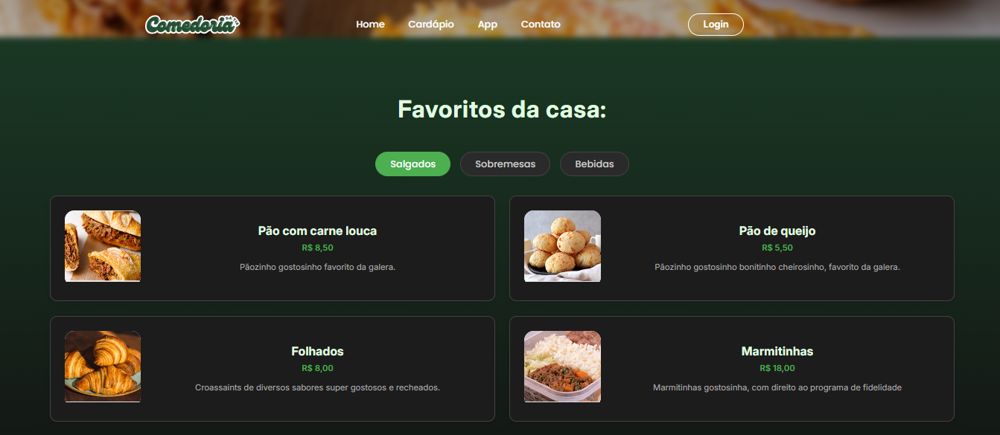 Comedoria
Home Cardápio App Contato Login
Favoritos da casa:
Salgados Sobremesas Bebidas
Pão com carne louca
R$ 8,50
Pãozinho gostosinho favorito da galera.
Pão de queijo
R$ 5,50
Pãozinho gostosinho bonitinho cheirosinho, favorito da galera.
Folhados
R$ 8,00
Croassaints de diversos sabores super gostosos e recheados.
Marmitinhas
R$ 18,00
Marmitinhas gostosinha, com direito ao programa de fidelidade